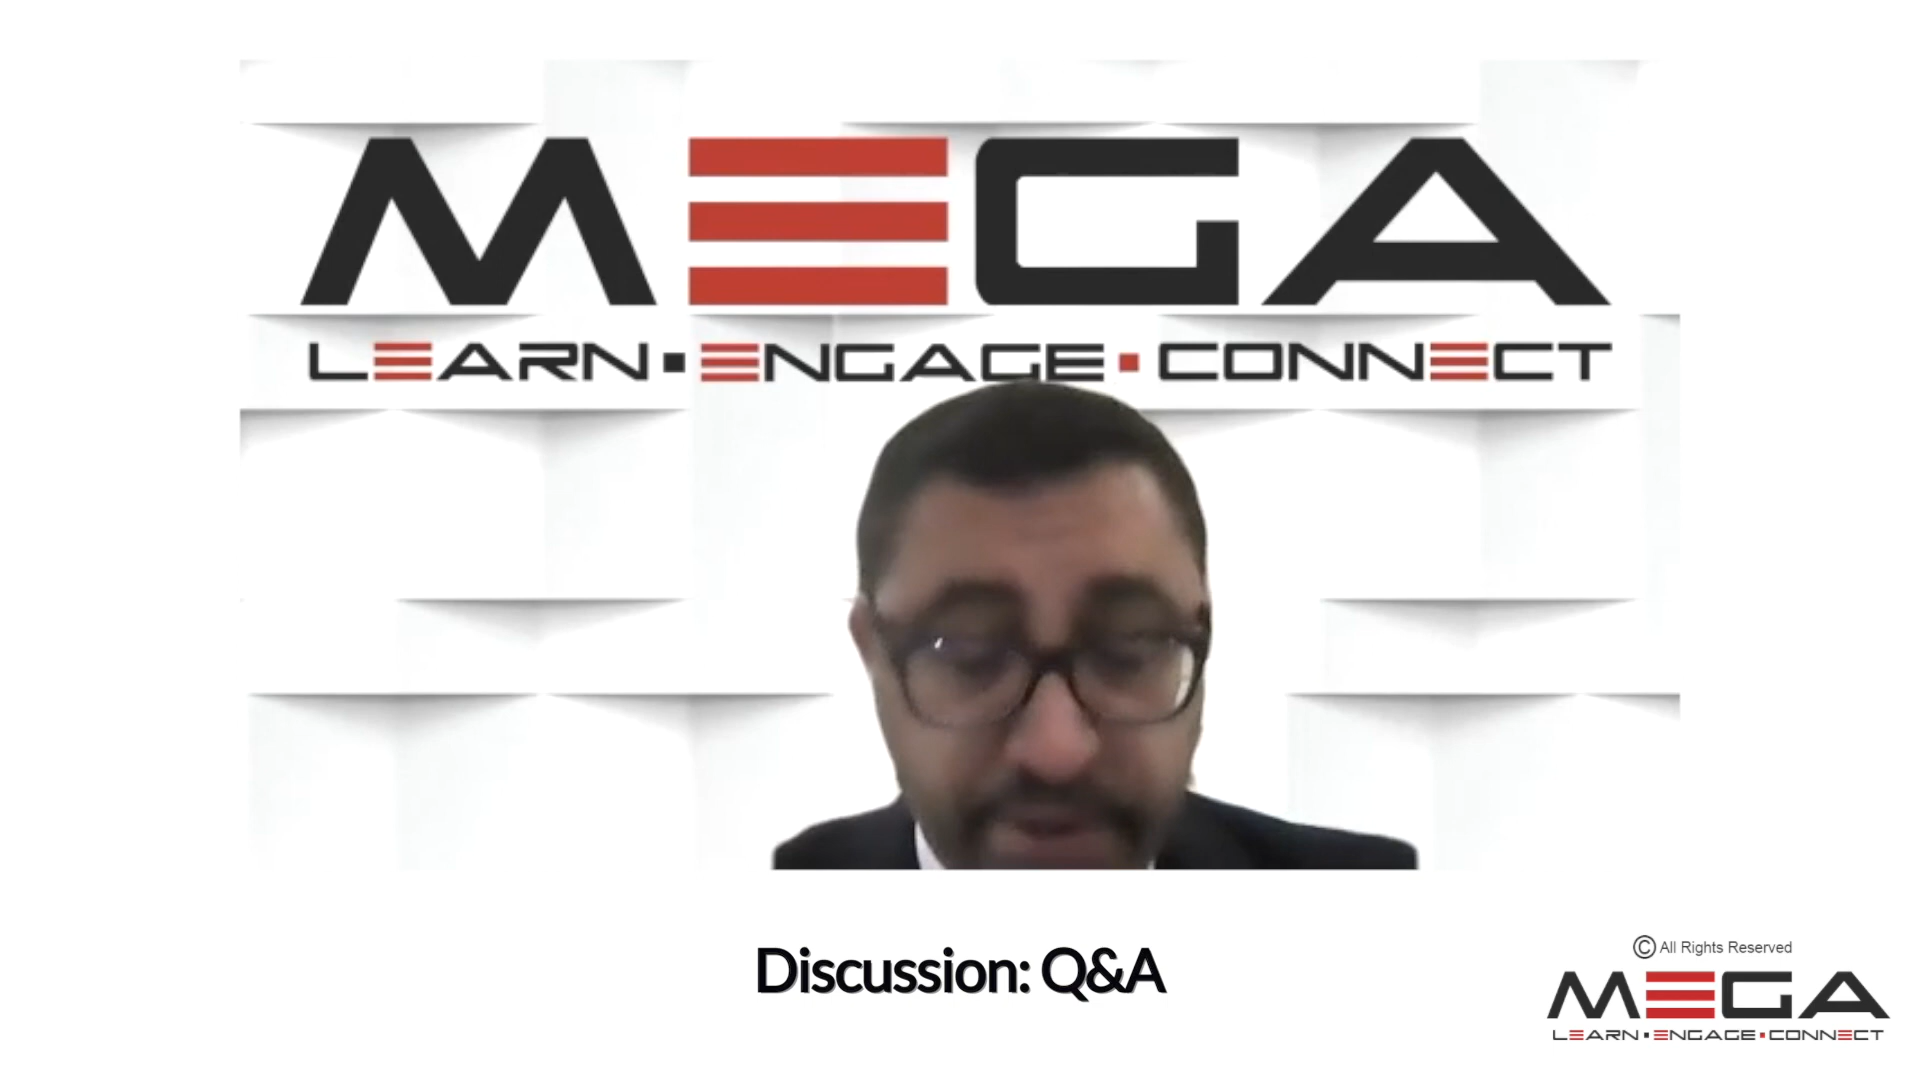 MEGA
LEARN▪ENGAGE▪CONNECT
Discussion: Q&A
© All Rights Reserved
MEGA
LEARN▪ENGAGE▪CONNECT